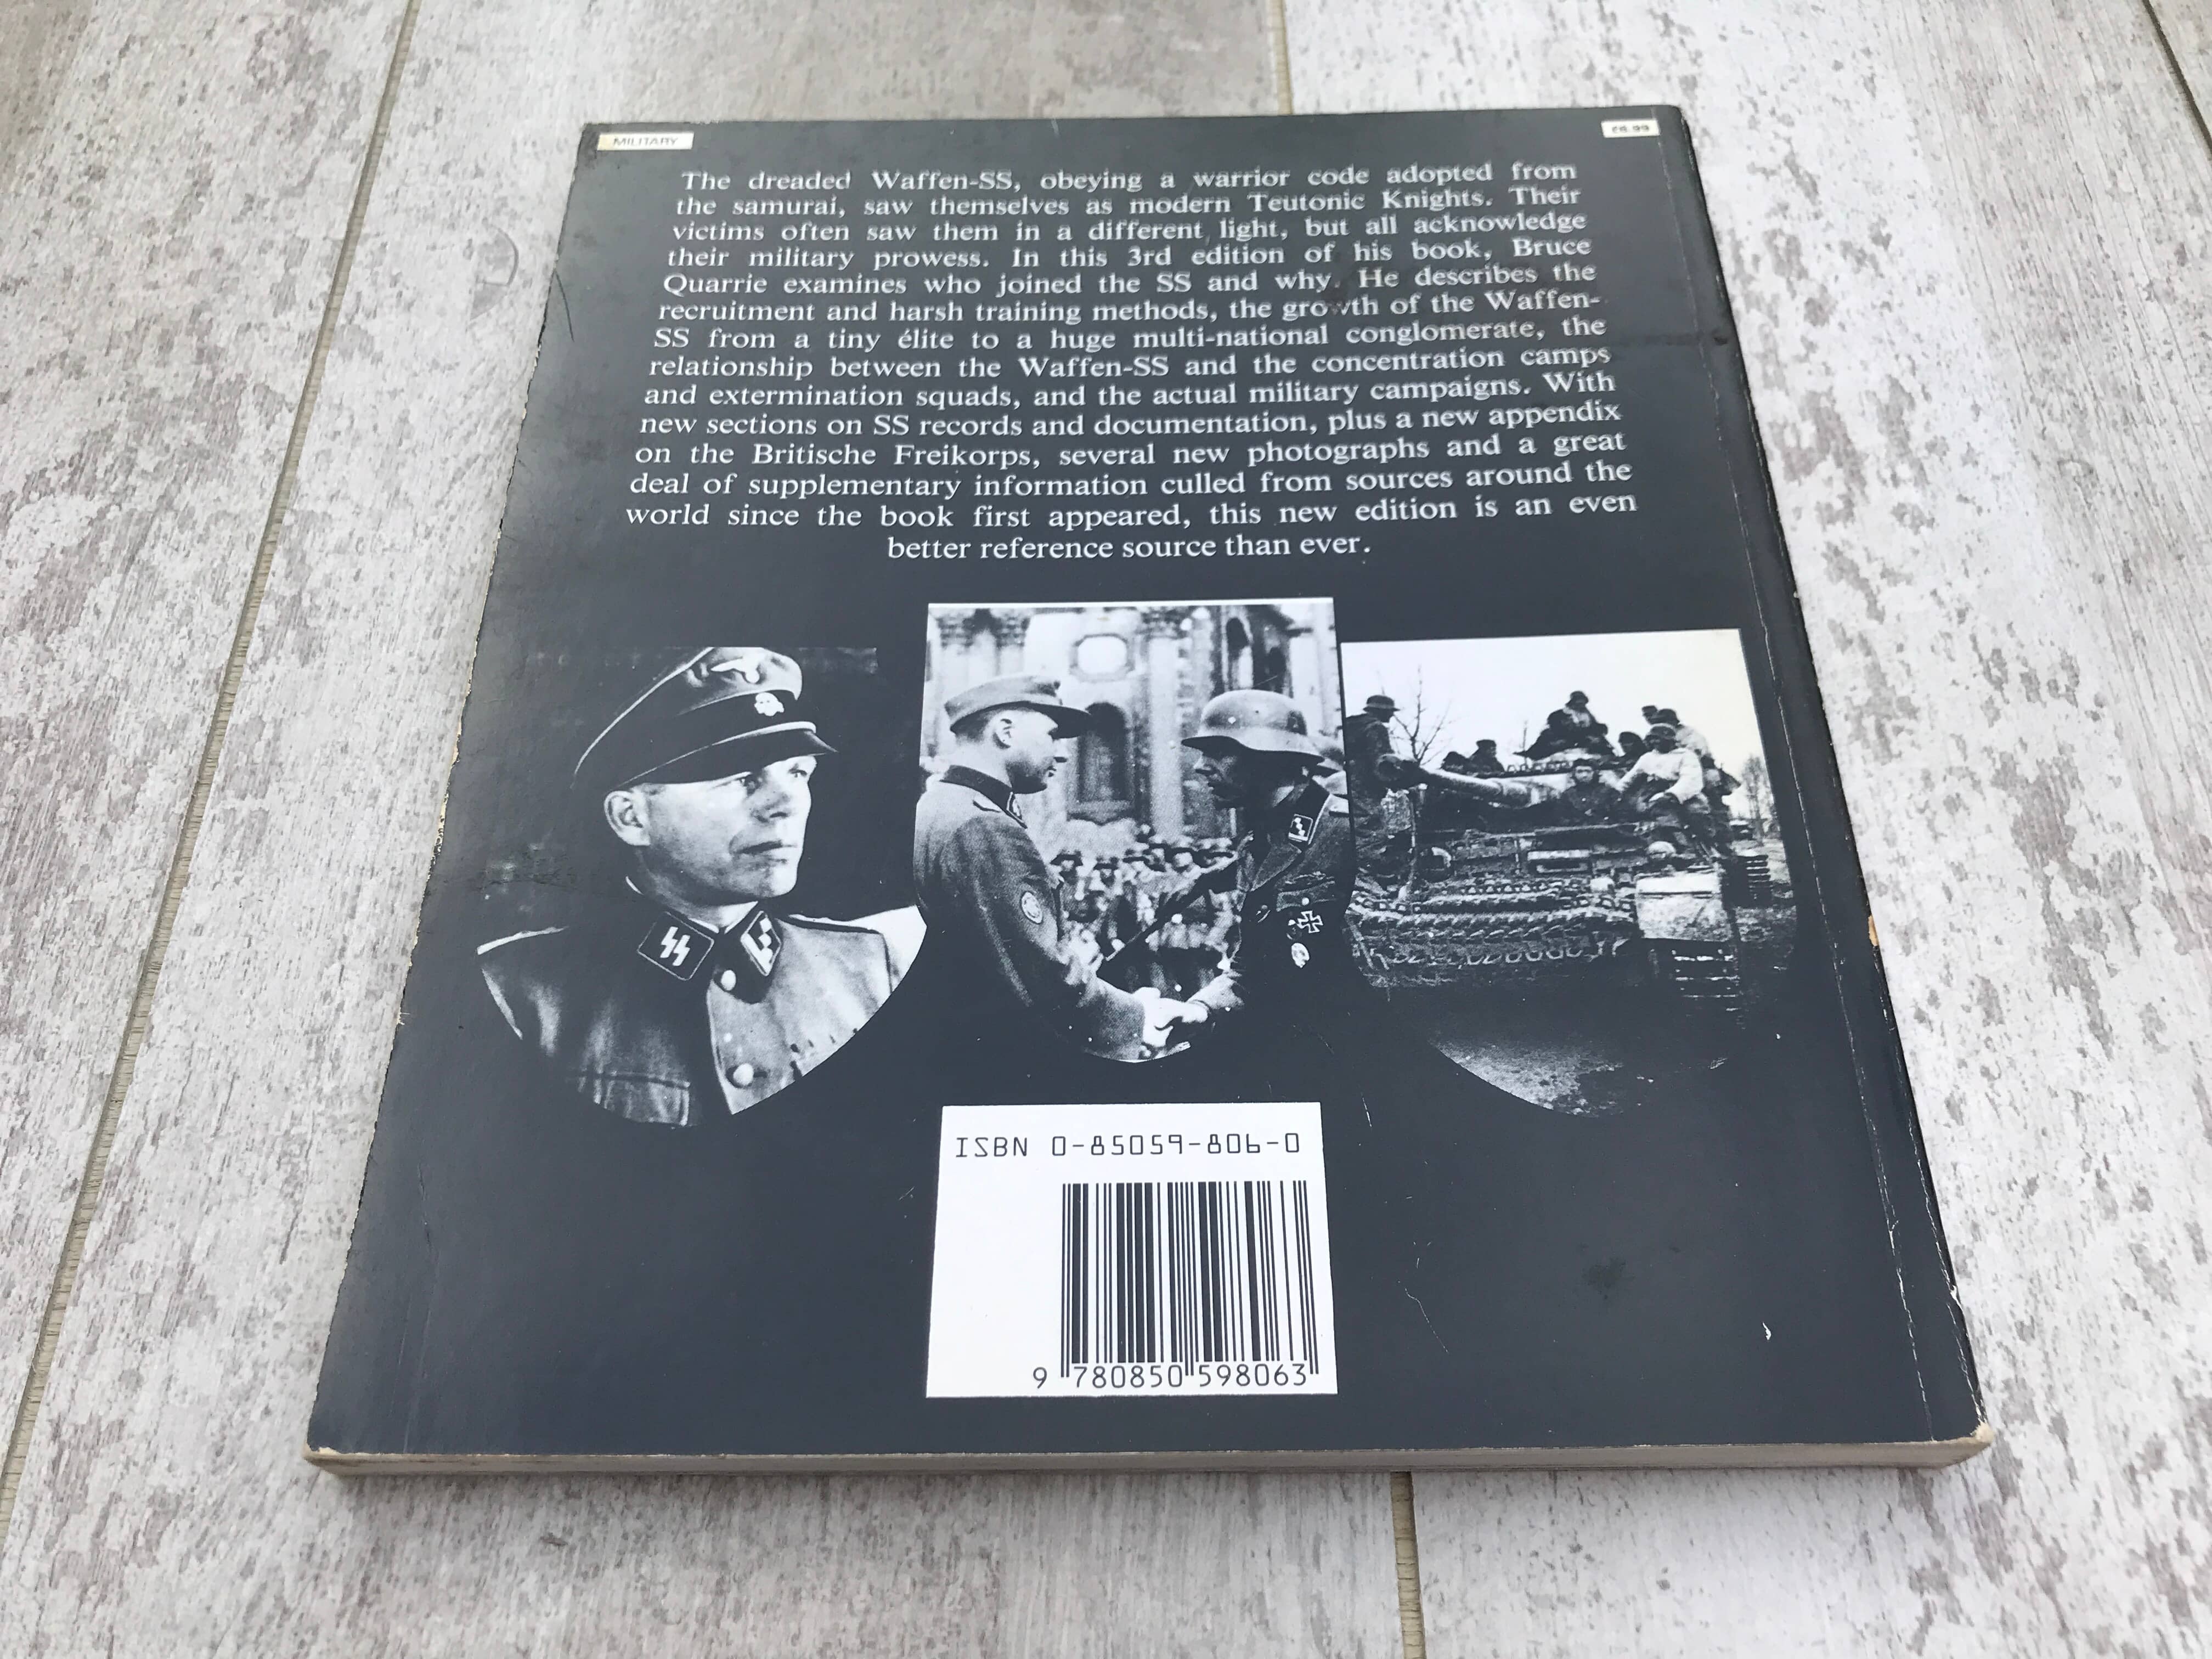 MILITARY
£6.99
The dreaded Waffen-SS, obeying a warrior code adopted from
the samurai, saw themselves as modern Teutonic Knights. Their
victims often saw them in a different light, but all acknowledge
their military prowess. In this 3rd edition of his book, Bruce
Quarrie examines who joined the SS and why. He describes the
recruitment and harsh training methods, the growth of the Waffen-
SS from a tiny élite to a huge multi-national conglomerate, the
relationship between the Waffen-SS and the concentration camps
and extermination squads, and the actual military campaigns. With
new sections on SS records and documentation, plus a new appendix
on the Britische Freikorps, several new photographs and a great
deal of supplementary information culled from sources around the
world since the book first appeared, this new edition is an even
better reference source than ever.
ISBN 0-85059-806-0
9 780850 598063